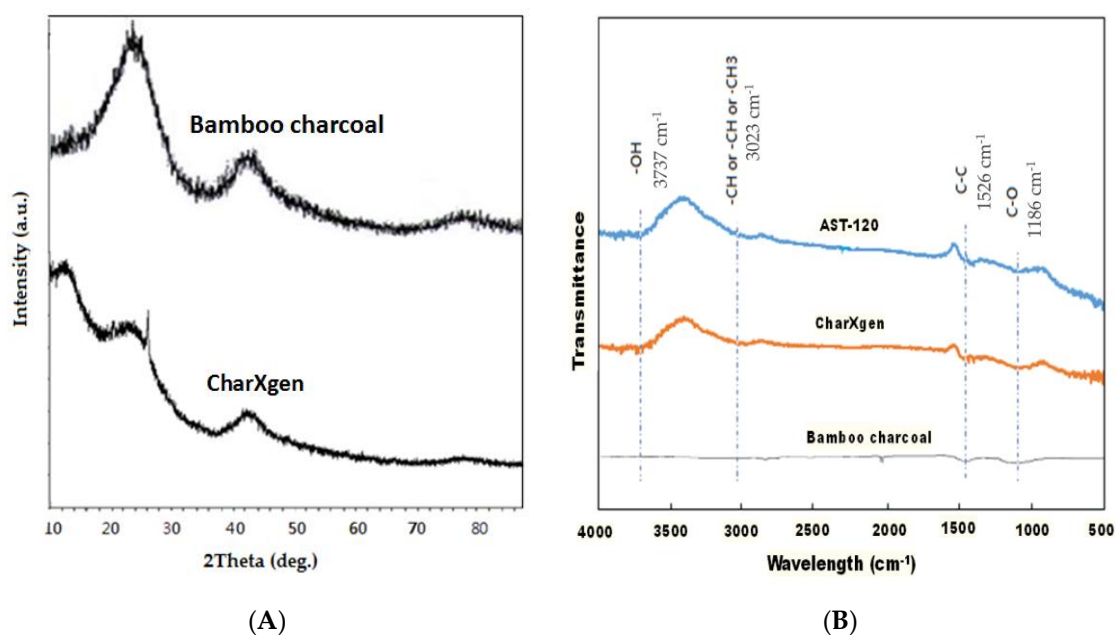 Bamboo charcoal
CharXgen
Intensity (a.u.)
10 20 30 40 50 60 70 80
2Theta (deg.)
(A)
B)
-OH
3737 cm⁻¹
-CH or -CH or -CH3
3023 cm⁻¹
C-C
1526 cm⁻¹
C-O
1186 cm⁻¹
AST-120
CharXgen
Bamboo charcoal
Transmittance
4000 3500 3000 2500 2000 1500 1000 500
Wavelength (cm⁻¹)
(B)